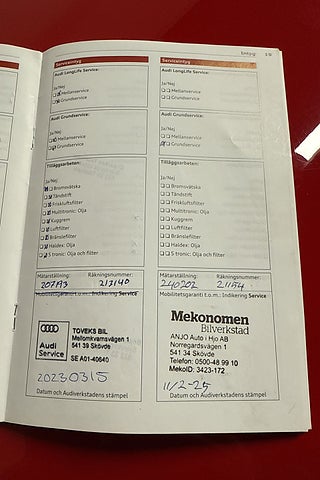 Intyg 19
Serviceintyg
Audi LongLife Service:
Ja/Nej
Mellanservice
Grundservice
Audi Grundservice:
Ja/Nej
Mellanservice
Grundservice
Tilläggsarbeten:
Ja/Nej
Bromsvätska
Tändstift
Friskluftsfilter
Multitronic: Olja
Kuggrem
Luftfilter
Bränslefilter
Haldex: Olja
S tronic: Olja och filter
Mätarställning: Räkningsnummer:
207193 217140
Mobilitetsgaranti t.o.m.: Indikering Service
Audi Service
TOVEKS BIL
Mellomkvarnsvägen 1
541 39 Skövde
SE A01-40640
20230315
Datum och Audiverkstadens stämpel
Serviceintyg
Audi LongLife Service:
Ja/Nej
Mellanservice
Grundservice
Audi Grundservice:
Ja/Nej
Mellanservice
Grundservice
Tilläggsarbeten:
Ja/Nej
Bromsvätska
Tändstift
Friskluftsfilter
Multitronic: Olja
Kuggrem
Luftfilter
Bränslefilter
Haldex: Olja
S tronic: Olja och filter
Mätarställning: Räkningsnummer:
240202 21154
Mobilitetsgaranti t.o.m.: Indikering Service
Mekonomen
Bilverkstad
ANJO Auto i Hjo AB
Norregårdsvägen 1
541 34 Skövde
Telefon: 0500-48 99 10
MekoID: 3423-172
11/2-25
Datum och Audiverkstadens stämpel